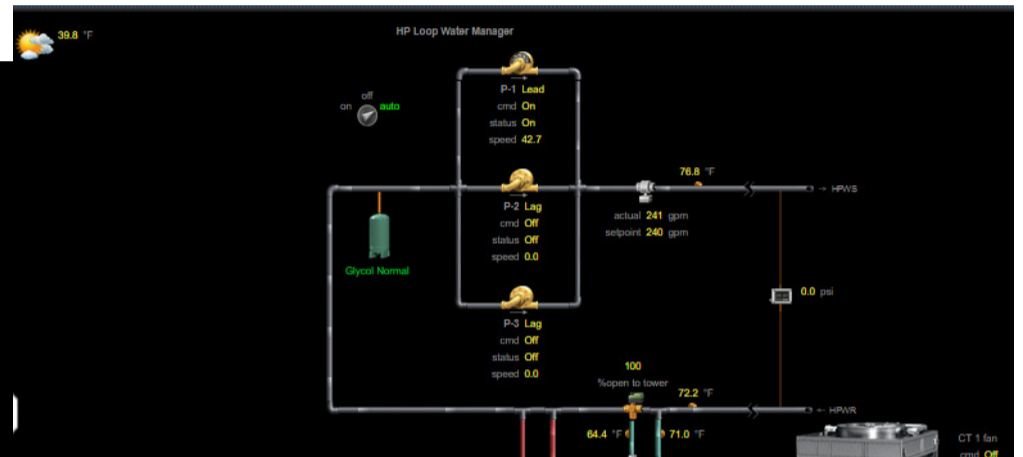 39.8 °F
HP Loop Water Manager
off
on auto
P-1 Lead
cmd On
status On
speed 42.7
76.8 °F
→ HPWS
P-2 Lag
cmd Off
status Off
speed 0.0
actual 241 gpm
setpoint 240 gpm
Glycol Normal
0.0 psi
P-3 Lag
cmd Off
status Off
speed 0.0
100
%open to tower
72.2 °F
← HPWR
64.4 °F
71.0 °F
CT 1 fan
cmd Off